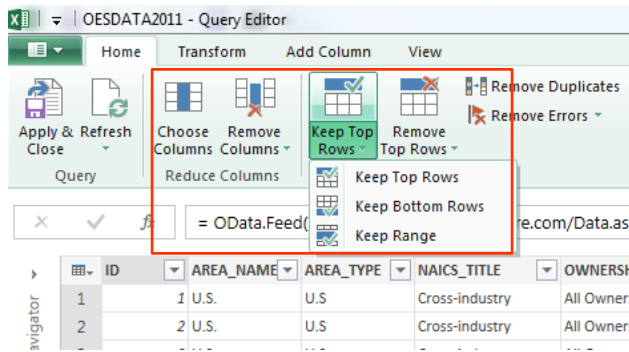 OESDATA2011 - Query Editor
Home Transform Add Column View
Apply & Close
Refresh
Query
Choose Columns
Remove Columns
Reduce Columns
Keep Top Rows
Remove Top Rows
Remove Duplicates
Remove Errors
Keep Top Rows
Keep Bottom Rows
Keep Range
fx = OData.Feed( re.com/Data.as
ID AREA_NAME AREA_TYPE NAICS_TITLE OWNERSH
1 1 U.S. U.S Cross-industry All Owner
2 2 U.S. U.S Cross-industry All Owner
avigator